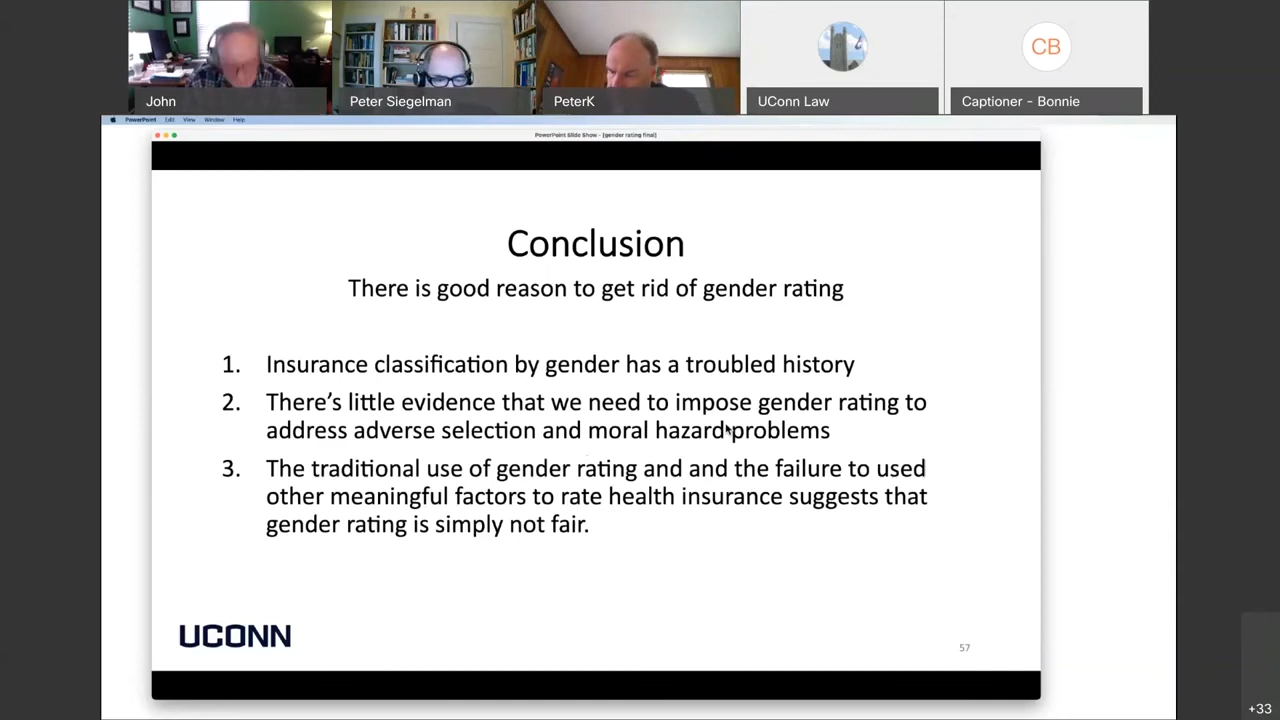 John
Peter Siegelman
PeterK
UConn Law
CB
Captioner - Bonnie
PowerPoint Edit View Window Help
PowerPoint Slide Show - [gender rating final]
Conclusion
There is good reason to get rid of gender rating
1. Insurance classification by gender has a troubled history
2. There's little evidence that we need to impose gender rating to
address adverse selection and moral hazard problems
3. The traditional use of gender rating and and the failure to used
other meaningful factors to rate health insurance suggests that
gender rating is simply not fair.
UCONN
57
+33